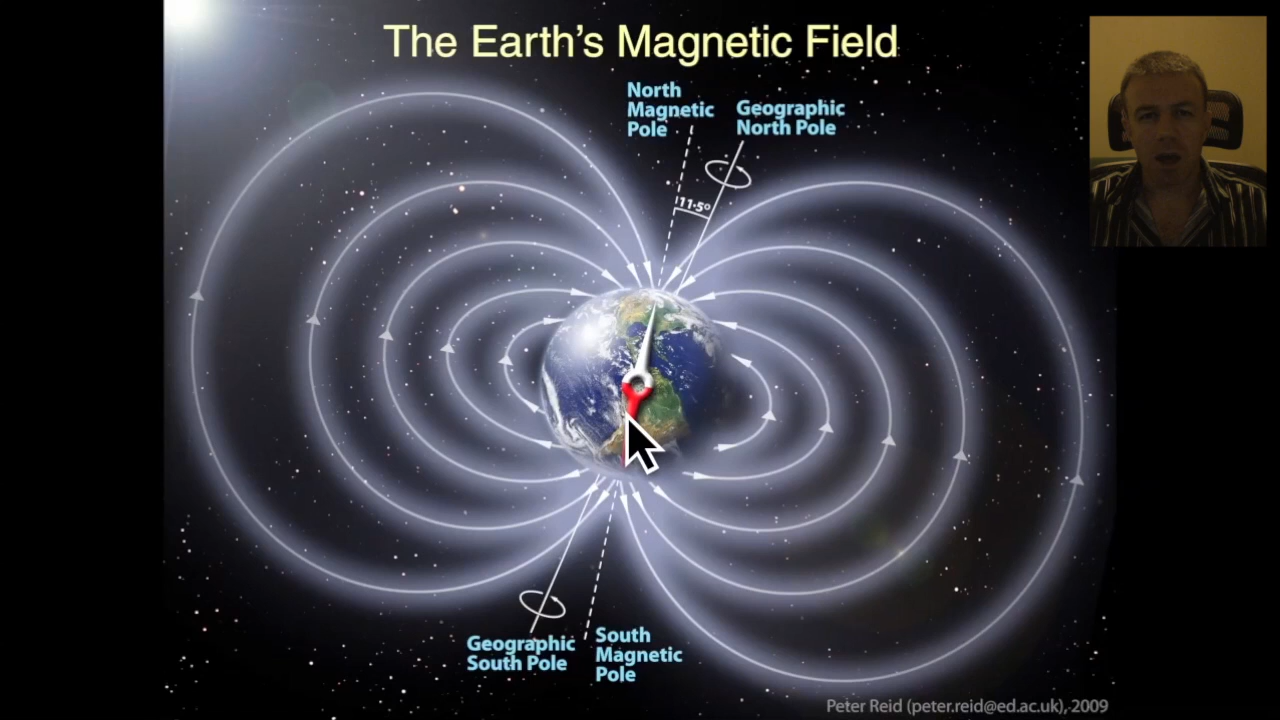 The Earth's Magnetic Field
North
Magnetic
Pole
Geographic
North Pole
11·5º
Geographic
South Pole
South
Magnetic
Pole
Peter Reid (peter.reid@ed.ac.uk), 2009